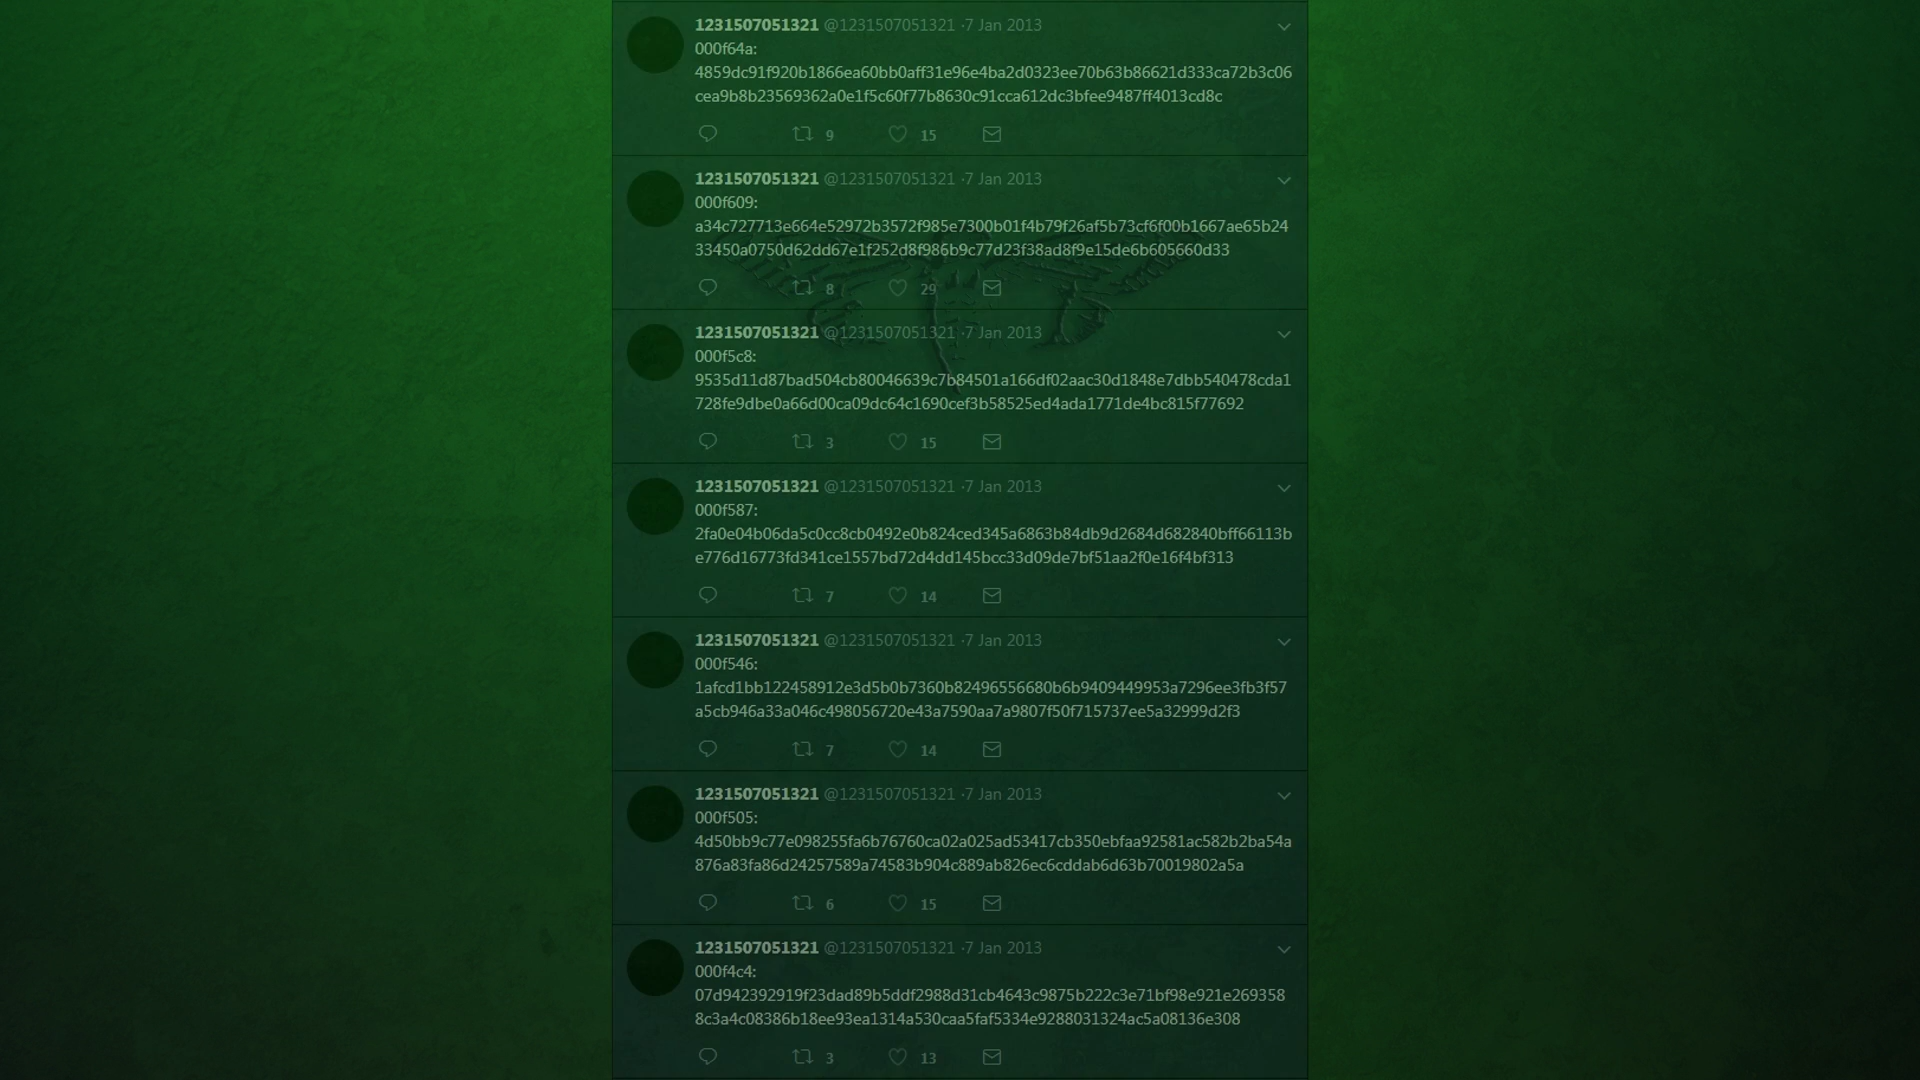 1231507051321 @1231507051321 ·7 Jan 2013
000f64a:
4859dc91f920b1866ea60bb0aff31e96e4ba2d0323ee70b63b86621d333ca72b3c06
cea9b8b23569362a0e1f5c60f77b8630c91cca612dc3bfee9487ff4013cd8c
9 15
1231507051321 @1231507051321 ·7 Jan 2013
000f609:
a34c727713e664e52972b3572f985e7300b01f4b79f26af5b73cf6f00b1667ae65b24
33450a0750d62dd67e1f252d8f986b9c77d23f38ad8f9e15de6b605660d33
8 29
1231507051321 @1231507051321 ·7 Jan 2013
000f5c8:
9535d11d87bad504cb80046639c7b84501a166df02aac30d1848e7dbb540478cda1
728fe9dbe0a66d00ca09dc64c1690cef3b58525ed4ada1771de4bc815f77692
3 15
1231507051321 @1231507051321 ·7 Jan 2013
000f587:
2fa0e04b06da5c0cc8cb0492e0b824ced345a6863b84db9d2684d682840bff66113b
e776d16773fd341ce1557bd72d4dd145bcc33d09de7bf51aa2f0e16f4bf313
7 14
1231507051321 @1231507051321 ·7 Jan 2013
000f546:
1afcd1bb122458912e3d5b0b7360b82496556680b6b9409449953a7296ee3fb3f57
a5cb946a33a046c498056720e43a7590aa7a9807f50f715737ee5a32999d2f3
7 14
1231507051321 @1231507051321 ·7 Jan 2013
000f505:
4d50bb9c77e098255fa6b76760ca02a025ad53417cb350ebfaa92581ac582b2ba54a
876a83fa86d24257589a74583b904c889ab826ec6cddab6d63b70019802a5a
6 15
1231507051321 @1231507051321 ·7 Jan 2013
000f4c4:
07d942392919f23dad89b5ddf2988d31cb4643c9875b222c3e71bf98e921e269358
8c3a4c08386b18ee93ea1314a530caa5faf5334e9288031324ac5a08136e308
3 13